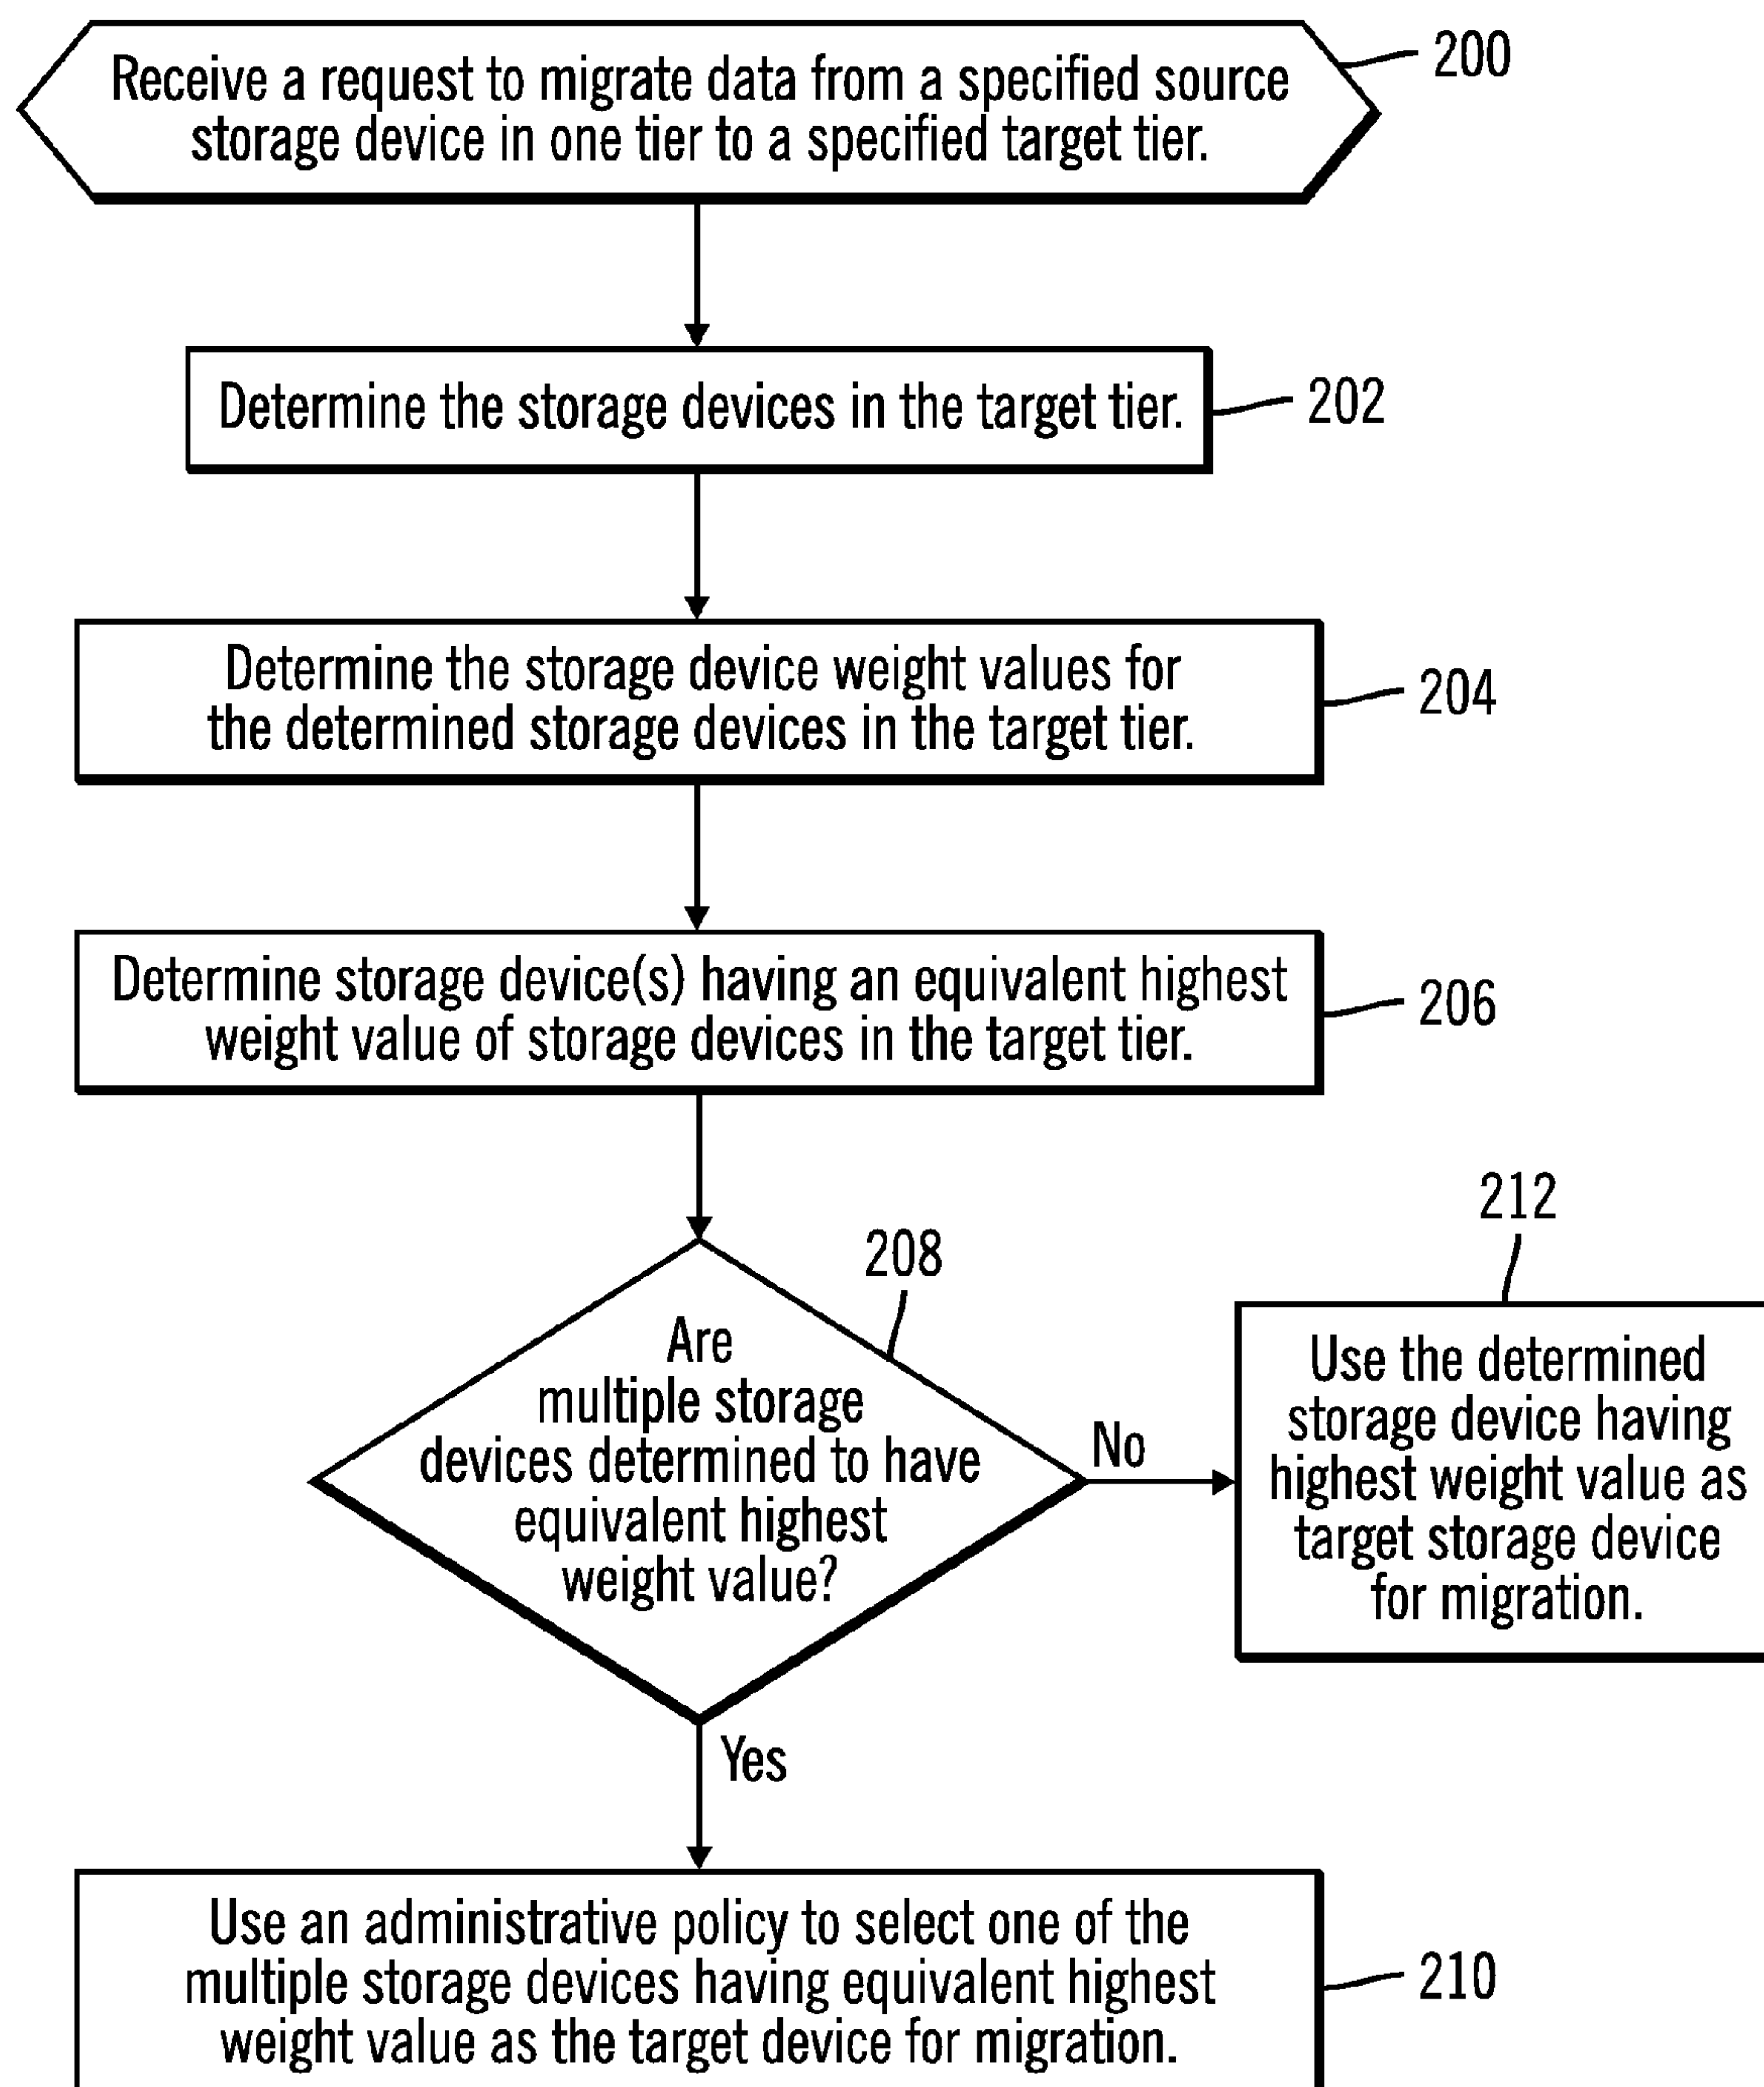 Receive a request to migrate data from a specified source
storage device in one tier to a specified target tier.
200
Determine the storage devices in the target tier.
202
Determine the storage device weight values for
the determined storage devices in the target tier.
204
Determine storage device(s) having an equivalent highest
weight value of storage devices in the target tier.
206
208
Are
multiple storage
devices determined to have
equivalent highest
weight value?
No
212
Use the determined
storage device having
highest weight value as
target storage device
for migration.
Yes
Use an administrative policy to select one of the
multiple storage devices having equivalent highest
weight value as the target device for migration.
210